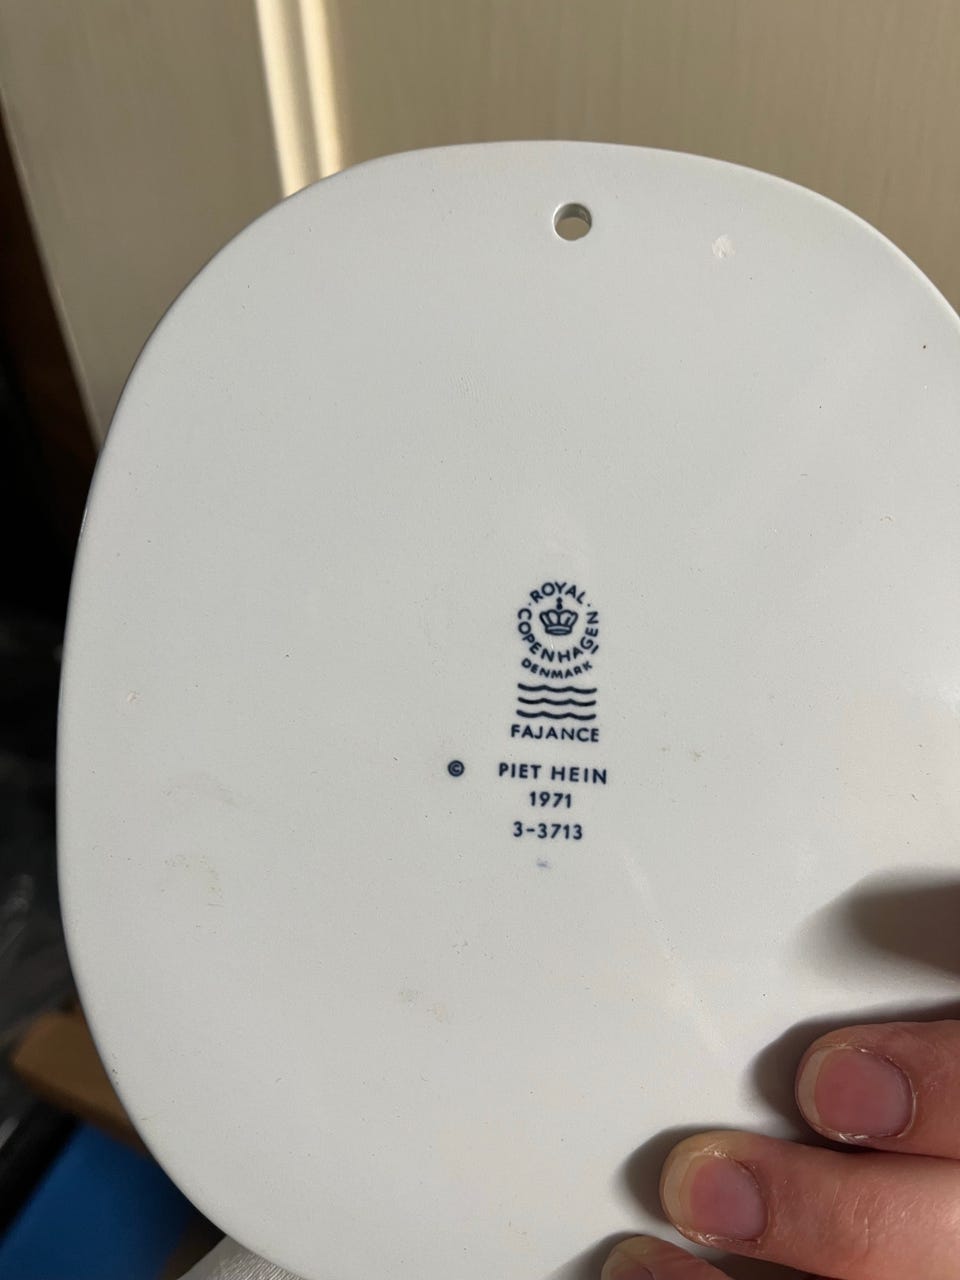 ROYAL
COPENHAGEN
DENMARK
FAJANCE
© PIET HEIN
1971
3-3713